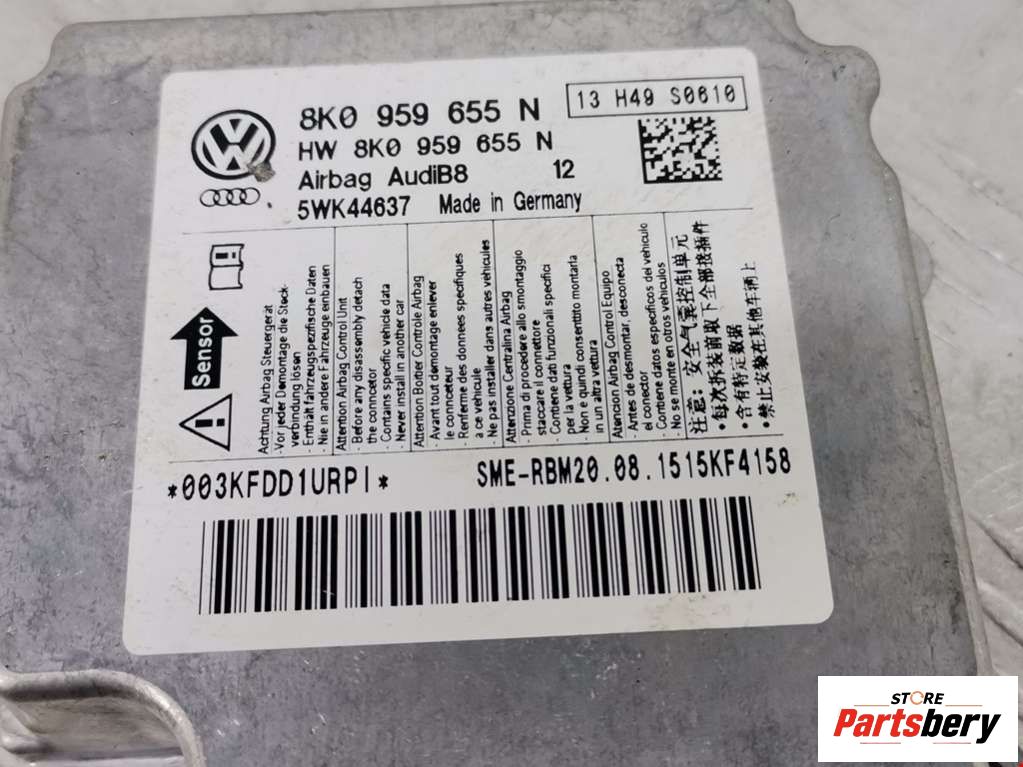 8K0 959 655 N
13 H49 S0610
HW 8K0 959 655 N
Airbag AudiB8 12
5WK44637 Made in Germany
Sensor
Achtung Airbag Steuergerät
- Vor jeder Demontage die Steck-
verbindung lösen
- Enthält fahrzeugspezifische Daten
- Nie in andere Fahrzeuge einbauen
Attention Airbag Control Unit
- Before any disassembly detach
the conncetor
- Contains specific vehicle data
- Never install in another car
Attention Boitier Controle Airbag
- Avant tout démontage enlever
le connceteur
- Renferme des donnees specifiques
a ce vehicule
- Ne pas installer dans autres vehicules
Attenzione Centralina Airbag
- Prima di procedere allo smontaggio
staccare il connettore
- Contiene dati funzionali specifici
per la vettura
- Non e quindi consentitito montarla
in un altra vettura
Atencion Airbag Control Equipo
- Antes de desmontar, desconecta
el conector
- Contiene datos especificos del vehiculo
- No se monte en otros vehiculos
注意: 安全气囊控制单元
•每次拆装前取下全部接插件
•含有特定数据
•禁止安装在其他车辆上
*003KFDD1URPI*
SME-RBM20.08.1515KF4158
STORE
Partsbery